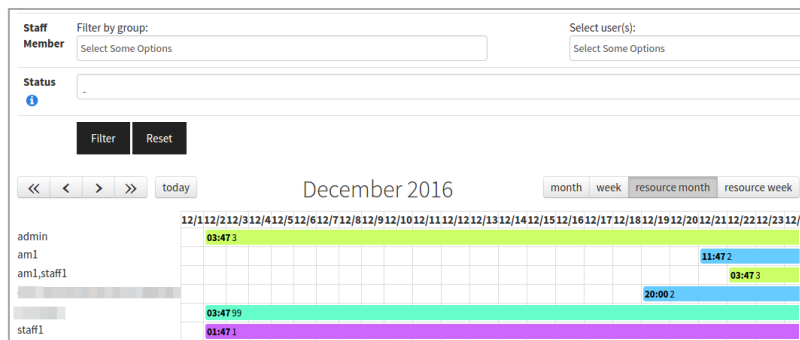 Staff Member
Filter by group:
Select user(s):
Select Some Options
Select Some Options
Status
-
Filter
Reset
today
December 2016
month
week
resource month
resource week
12/1 12/2 12/3 12/4 12/5 12/6 12/7 12/8 12/9 12/10 12/11 12/12 12/13 12/14 12/15 12/16 12/17 12/18 12/19 12/20 12/21 12/22 12/23 12/
admin
03:47 3
am1
11:47 2
am1,staff1
03:47 3
20:00 2
03:47 99
staff1
01:47 1